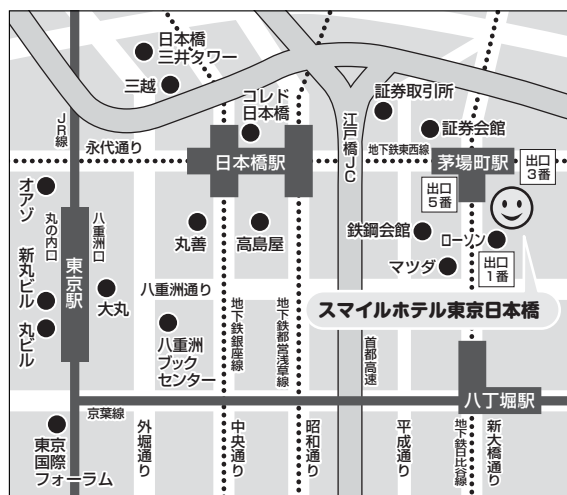 日本橋
三井タワー
三越
コレド
日本橋
証券取引所
証券会館
JR線
永代通り
日本橋駅
江戸橋JC
地下鉄東西線
茅場町駅
出口
3番
出口
5番
オアゾ
丸の内口
八重洲口
丸善
高島屋
鉄鋼会館
ローソン
マツダ
出口
1番
新丸ビル
東京駅
大丸
八重洲通り
スマイルホテル東京日本橋
丸ビル
八重洲
ブック
センター
地下鉄銀座線
地下鉄都営浅草線
首都高速
八丁堀駅
京葉線
東京
国際
フォーラム
外堀通り
中央通り
昭和通り
平成通り
地下鉄日比谷線
新大橋通り